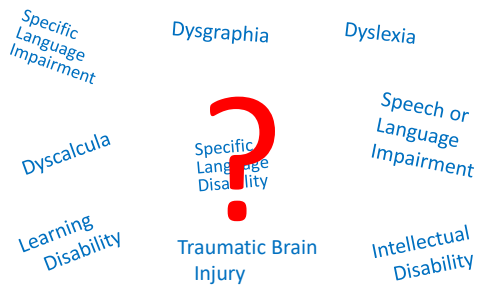 Specific
Language
Impairment
Dysgraphia
Dyslexia
Speech or
Language
Impairment
Dyscalcula
?
Specific
Language
Disability
Learning
Disability
Traumatic Brain
Injury
Intellectual
Disability